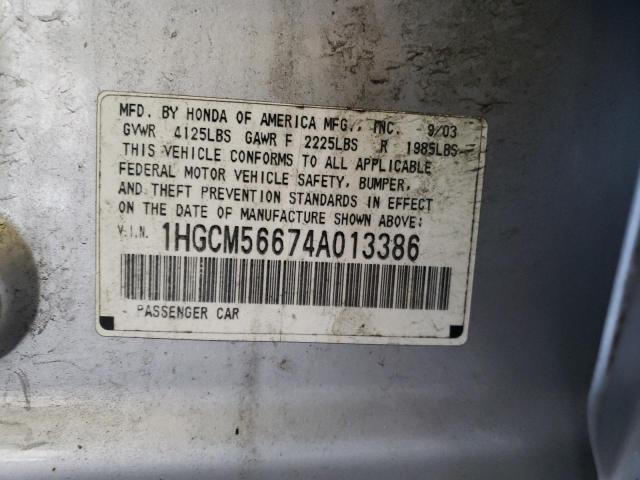 MFD. BY HONDA OF AMERICA MFG., INC. 9/03
GVWR 4125LBS GAWR F 2225LBS R 1985LBS
THIS VEHICLE CONFORMS TO ALL APPLICABLE
FEDERAL MOTOR VEHICLE SAFETY, BUMPER,
AND THEFT PREVENTION STANDARDS IN EFFECT
ON THE DATE OF MANUFACTURE SHOWN ABOVE:
V.I.N. 1HGCM56674A013386
PASSENGER CAR